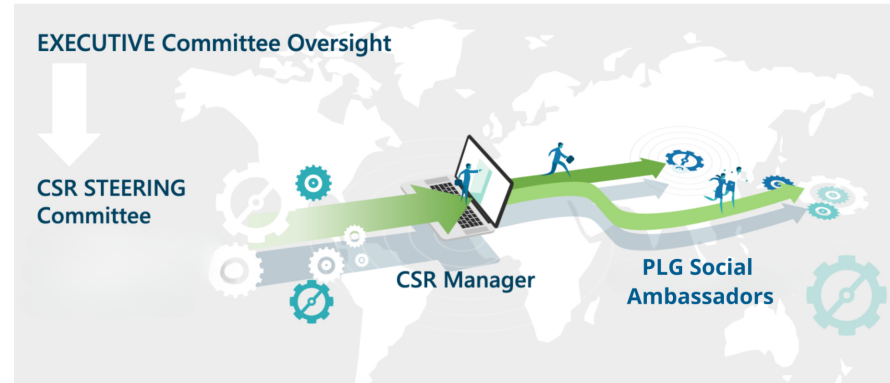 EXECUTIVE Committee Oversight
CSR STEERING
Committee
CSR Manager
PLG Social
Ambassadors